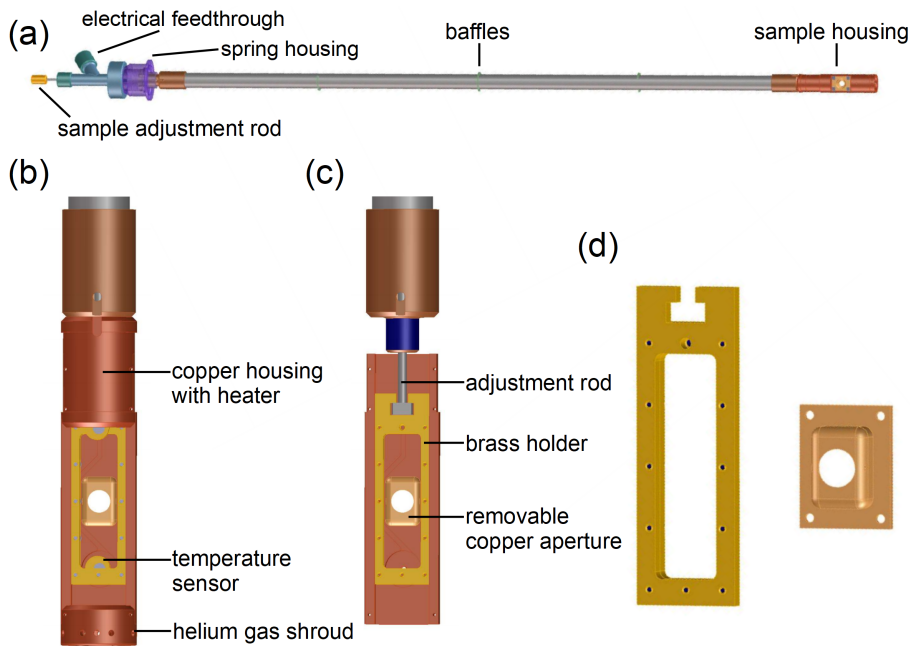 (a)
electrical feedthrough
spring housing
baffles
sample housing
sample adjustment rod
(b)
copper housing
with heater
temperature
sensor
helium gas shroud
(c)
adjustment rod
brass holder
removable
copper aperture
(d)